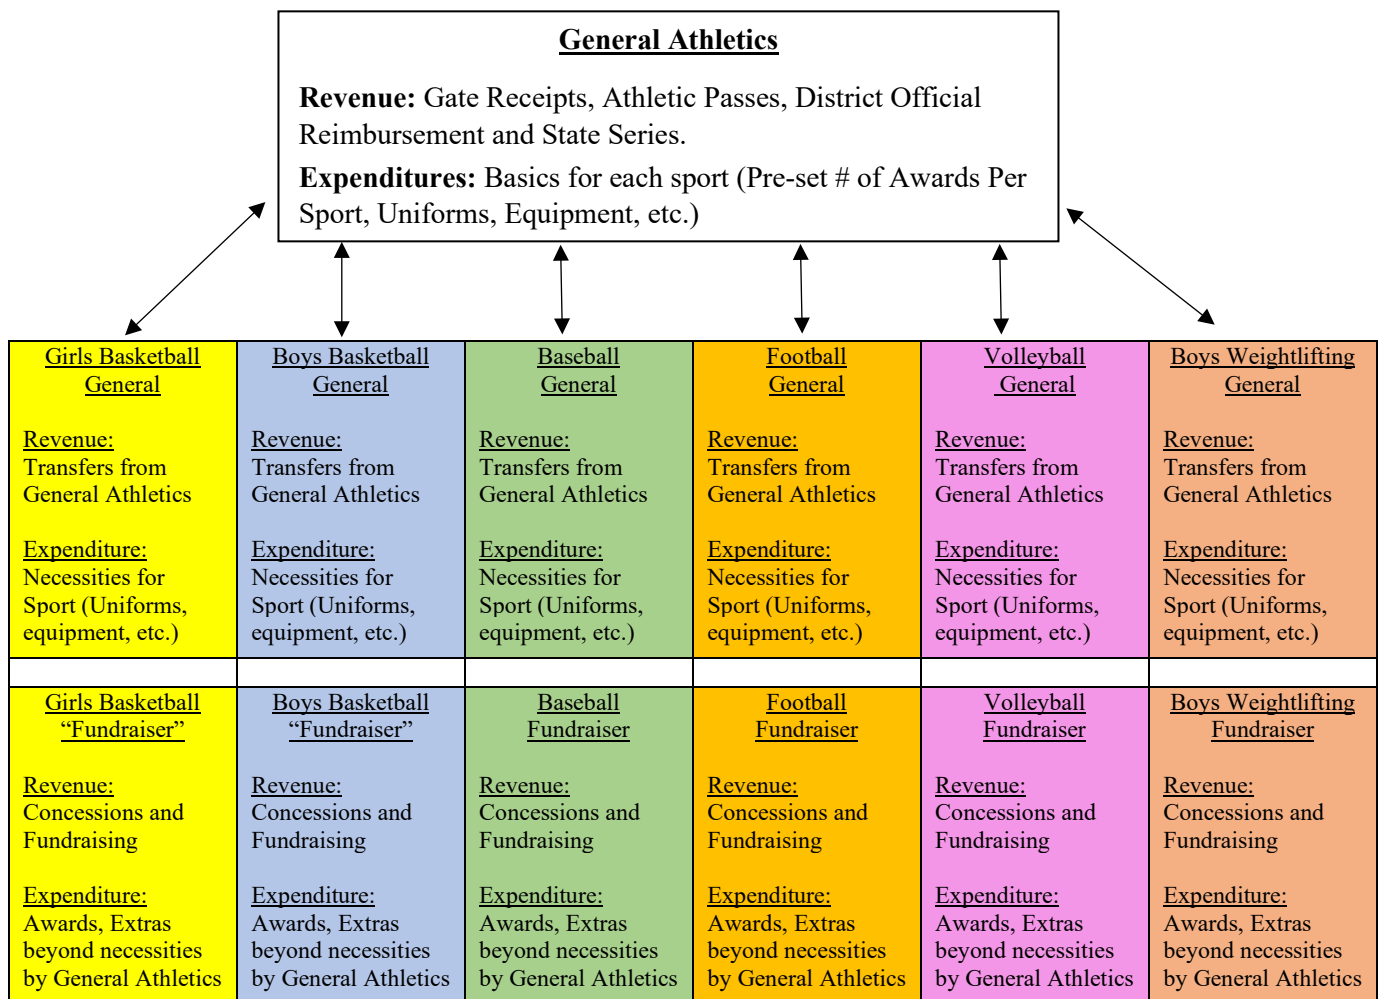 General Athletics
Revenue: Gate Receipts, Athletic Passes, District Official
Reimbursement and State Series.
Expenditures: Basics for each sport (Pre-set # of Awards Per
Sport, Uniforms, Equipment, etc.)
Girls Basketball
General
Revenue:
Transfers from
General Athletics
Expenditure:
Necessities for
Sport (Uniforms,
equipment, etc.)
Boys Basketball
General
Revenue:
Transfers from
General Athletics
Expenditure:
Necessities for
Sport (Uniforms,
equipment, etc.)
Baseball
General
Revenue:
Transfers from
General Athletics
Expenditure:
Necessities for
Sport (Uniforms,
equipment, etc.)
Football
General
Revenue:
Transfers from
General Athletics
Expenditure:
Necessities for
Sport (Uniforms,
equipment, etc.)
Volleyball
General
Revenue:
Transfers from
General Athletics
Expenditure:
Necessities for
Sport (Uniforms,
equipment, etc.)
Boys Weightlifting
General
Revenue:
Transfers from
General Athletics
Expenditure:
Necessities for
Sport (Uniforms,
equipment, etc.)
Girls Basketball
“Fundraiser”
Revenue:
Concessions and
Fundraising
Expenditure:
Awards, Extras
beyond necessities
by General Athletics
Boys Basketball
“Fundraiser”
Revenue:
Concessions and
Fundraising
Expenditure:
Awards, Extras
beyond necessities
by General Athletics
Baseball
Fundraiser
Revenue:
Concessions and
Fundraising
Expenditure:
Awards, Extras
beyond necessities
by General Athletics
Football
Fundraiser
Revenue:
Concessions and
Fundraising
Expenditure:
Awards, Extras
beyond necessities
by General Athletics
Volleyball
Fundraiser
Revenue:
Concessions and
Fundraising
Expenditure:
Awards, Extras
beyond necessities
by General Athletics
Boys Weightlifting
Fundraiser
Revenue:
Concessions and
Fundraising
Expenditure:
Awards, Extras
beyond necessities
by General Athletics